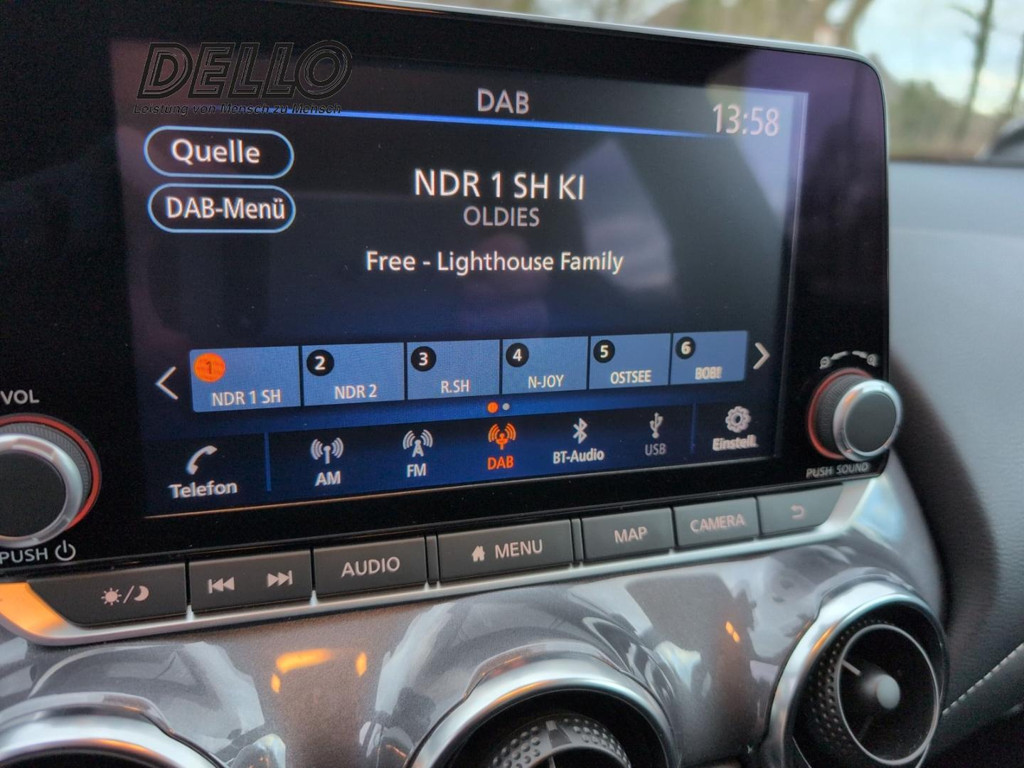 DELLO
Leistung von Mensch zu Mensch
DAB
13:58
Quelle
DAB-Menü
NDR 1 SH KI
OLDIES
Free - Lighthouse Family
1
NDR 1 SH
2
NDR 2
3
R.SH
4
N-JOY
5
OSTSEE
6
BOB!
Telefon
AM
FM
DAB
BT-Audio
USB
Einstell.
VOL
PUSH
PUSH SOUND
AUDIO
MENU
MAP
CAMERA